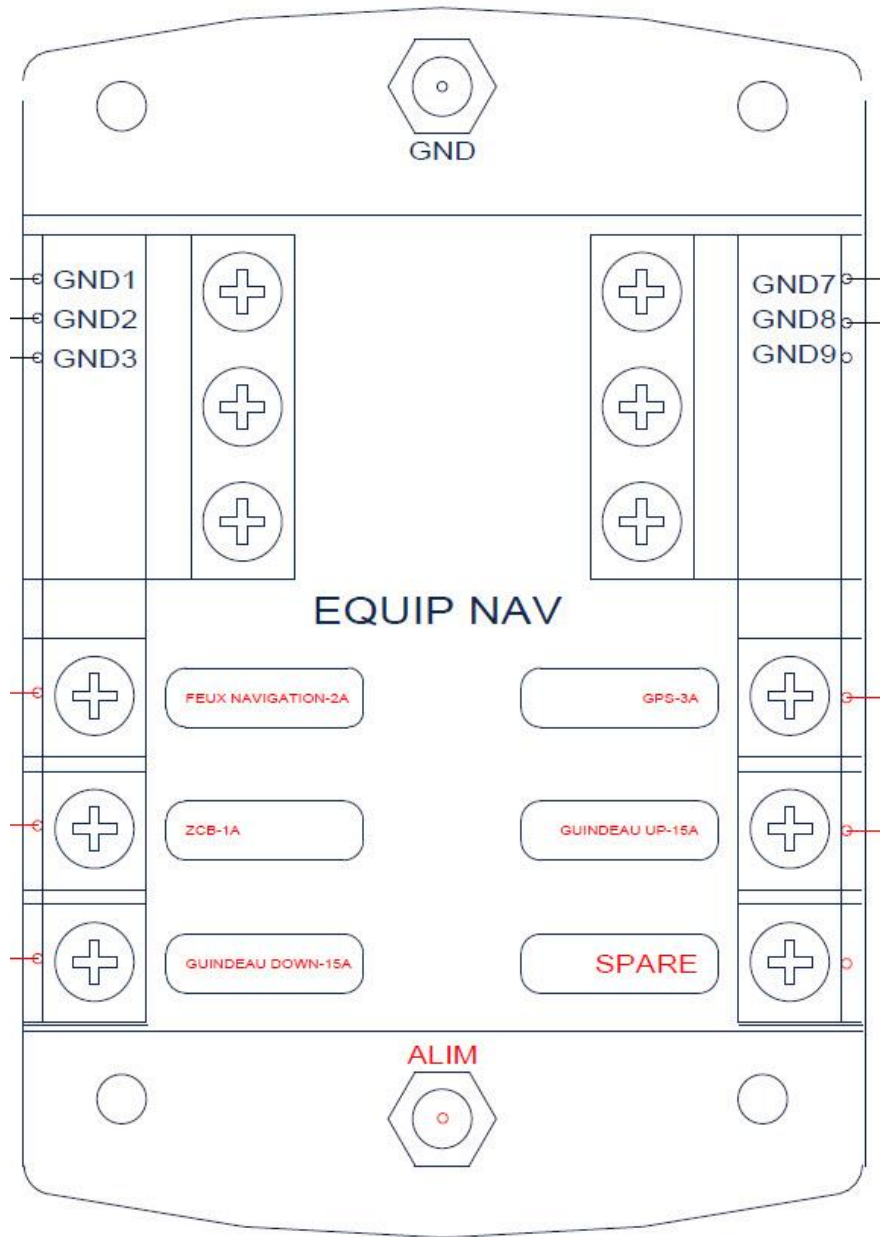 GND
GND1
GND2
GND3
GND7
GND8
GND9
EQUIP NAV
FEUX NAVIGATION-2A
GPS-3A
ZCB-1A
GUINDEAU UP-15A
GUINDEAU DOWN-15A
SPARE
ALIM